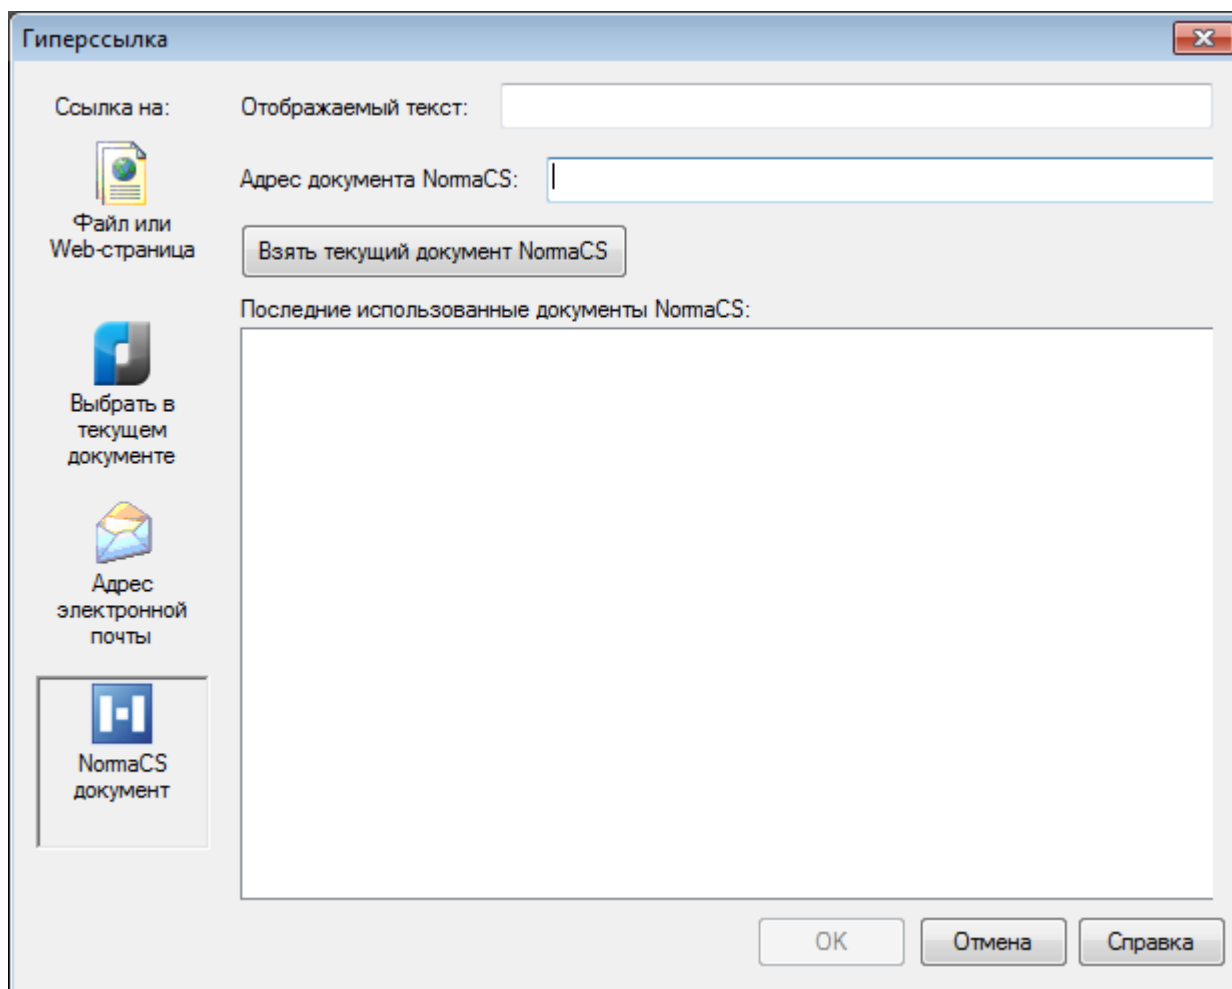 Гиперссылка
Ссылка на:
Отображаемый текст:
Файл или
Web-страница
Адрес документа NormaCS:
Взять текущий документ NormaCS
Последние использованные документы NormaCS:
Выбрать в
текущем
документе
Адрес
электронной
почты
NormaCS
документ
OK
Отмена
Справка